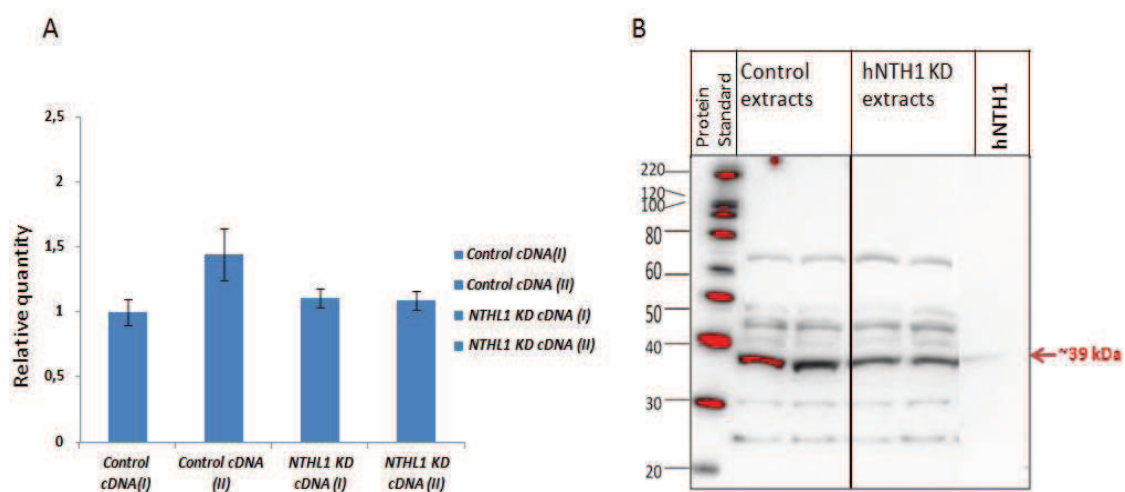 A
Relative quantity
2,5
2
1,5
1
0,5
0
Control
cDNA(I)
Control cDNA
(II)
NTHL1 KD
cDNA (I)
NTHL1 KD
cDNA (II)
Control cDNA(I)
Control cDNA (II)
NTHL1 KD cDNA (I)
NTHL1 KD cDNA (II)
B
Protein
Standard
Control
extracts
hNTH1 KD
extracts
hNTH1
220
120
100
80
60
50
40
30
20
~39 kDa